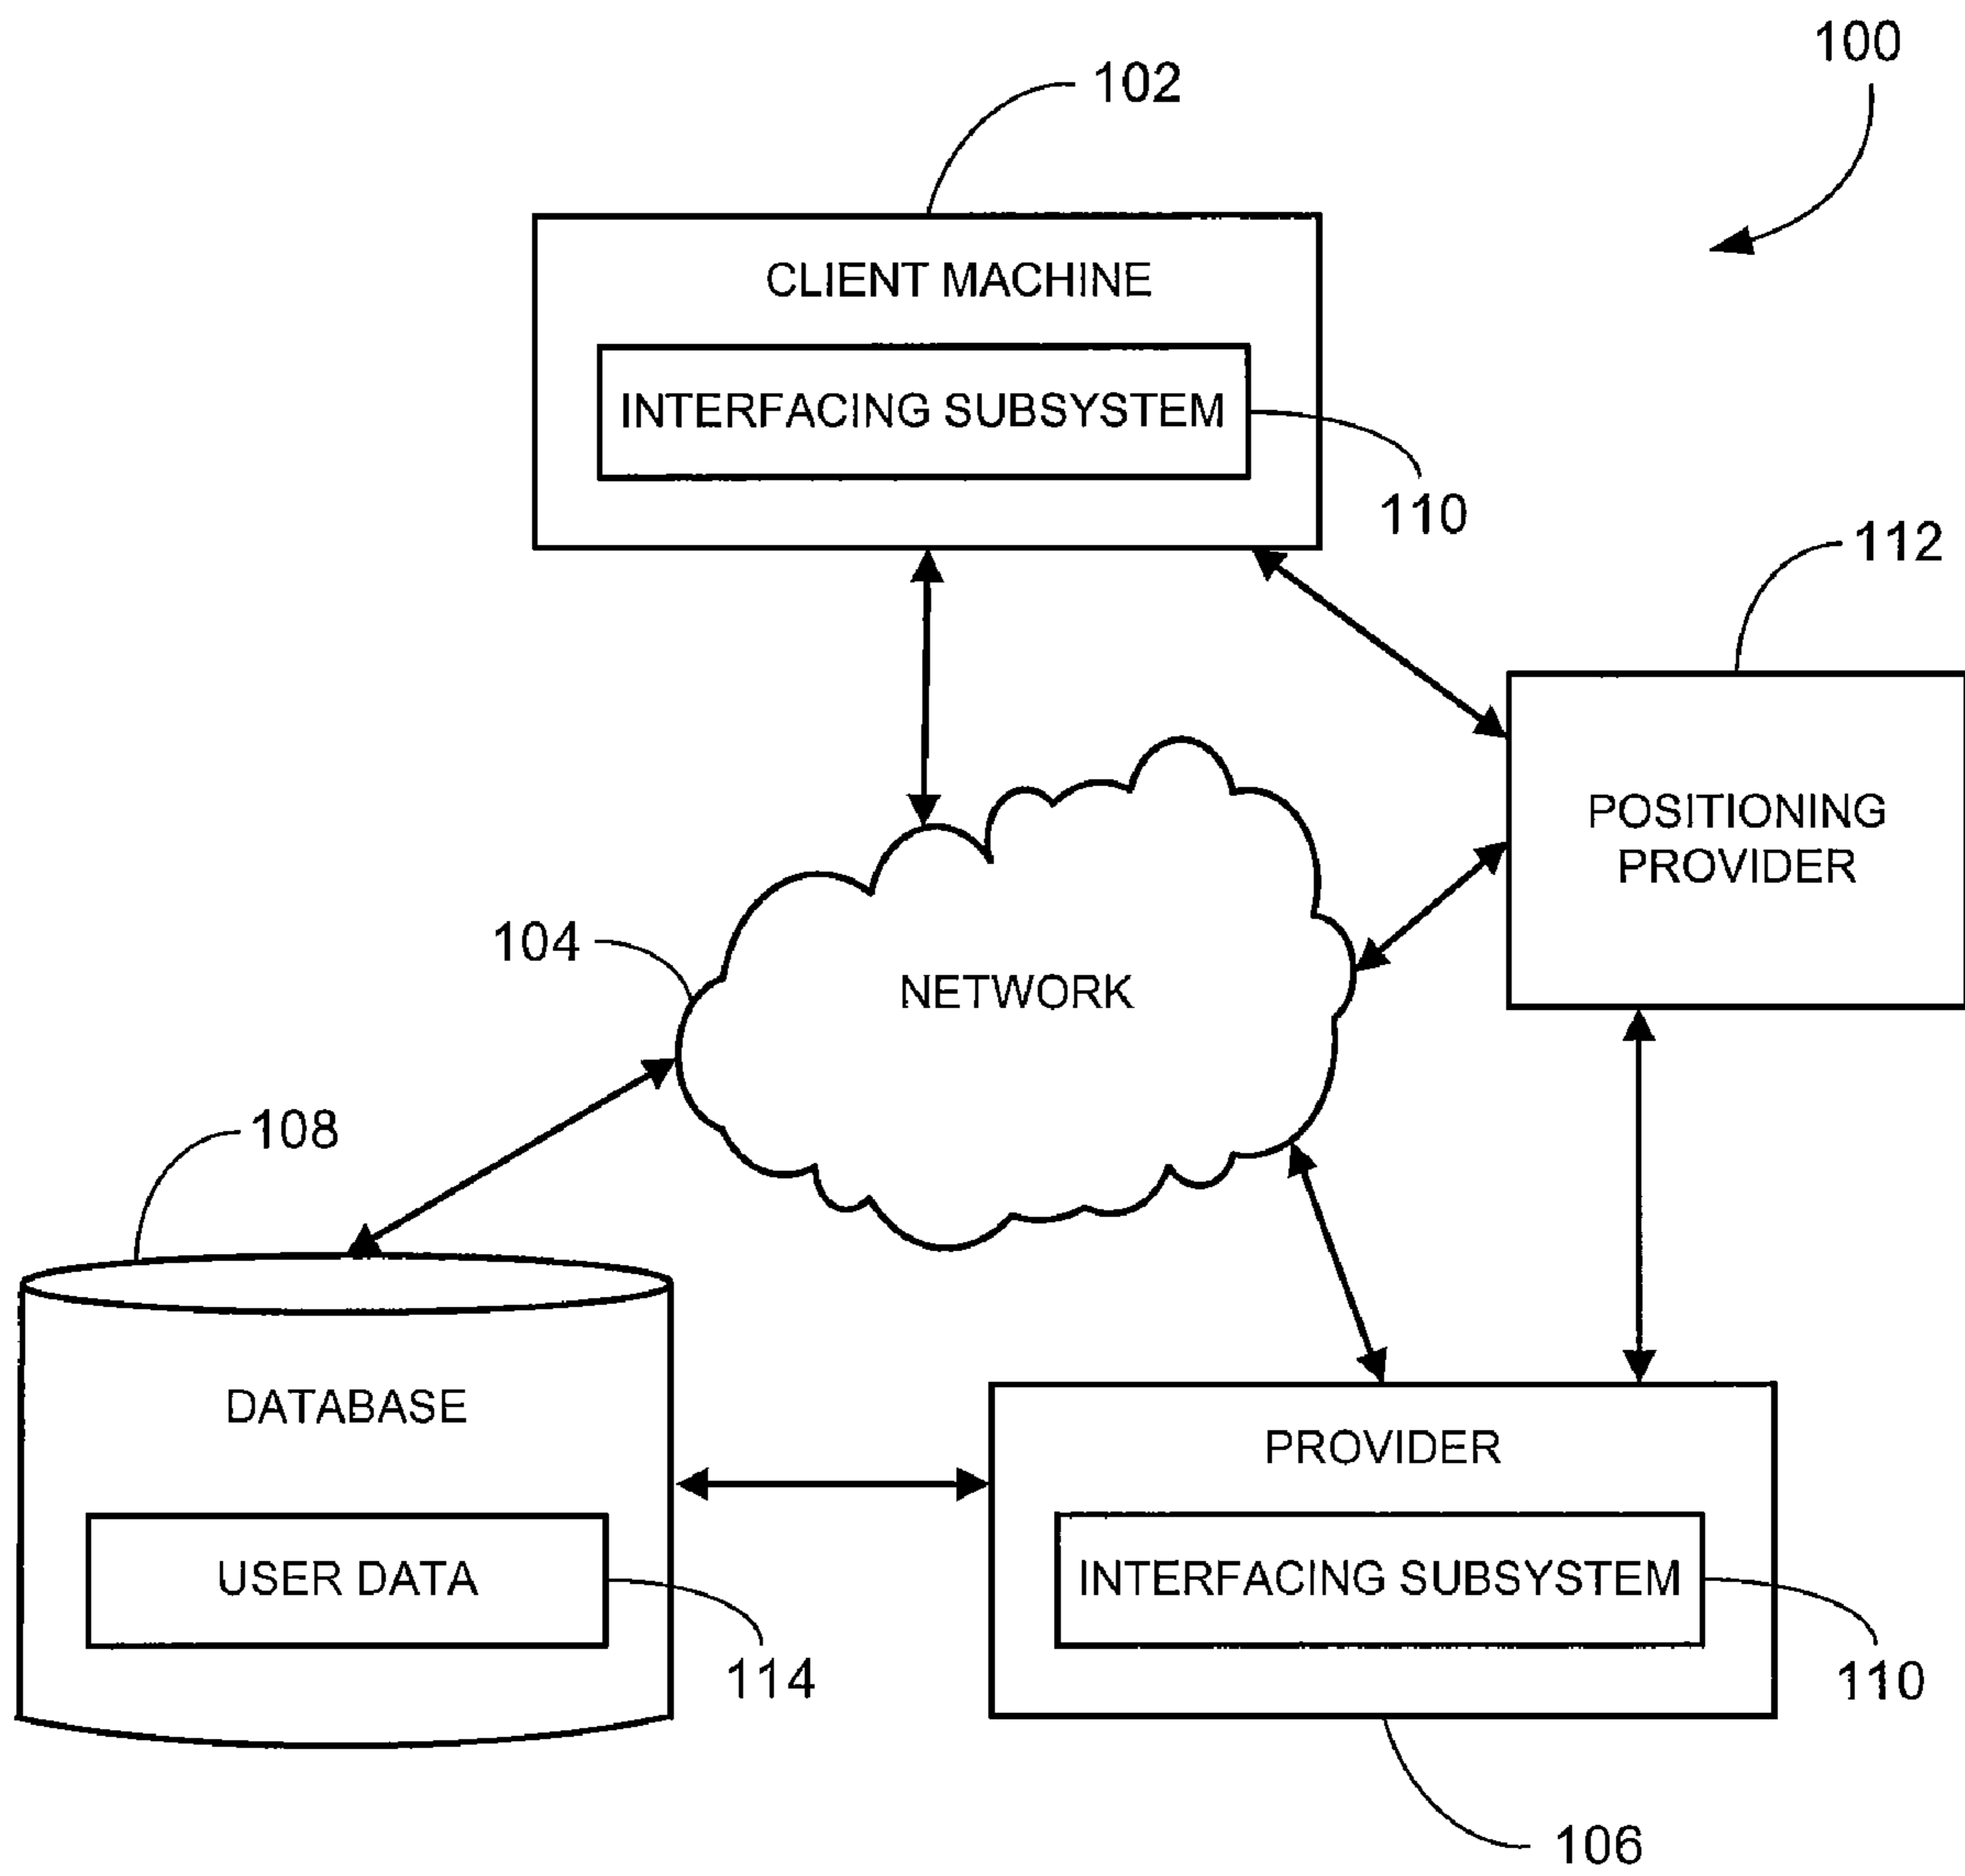 100
102
CLIENT MACHINE
INTERFACING SUBSYSTEM
110
112
POSITIONING
PROVIDER
104
NETWORK
108
DATABASE
PROVIDER
USER DATA
INTERFACING SUBSYSTEM
114
110
106